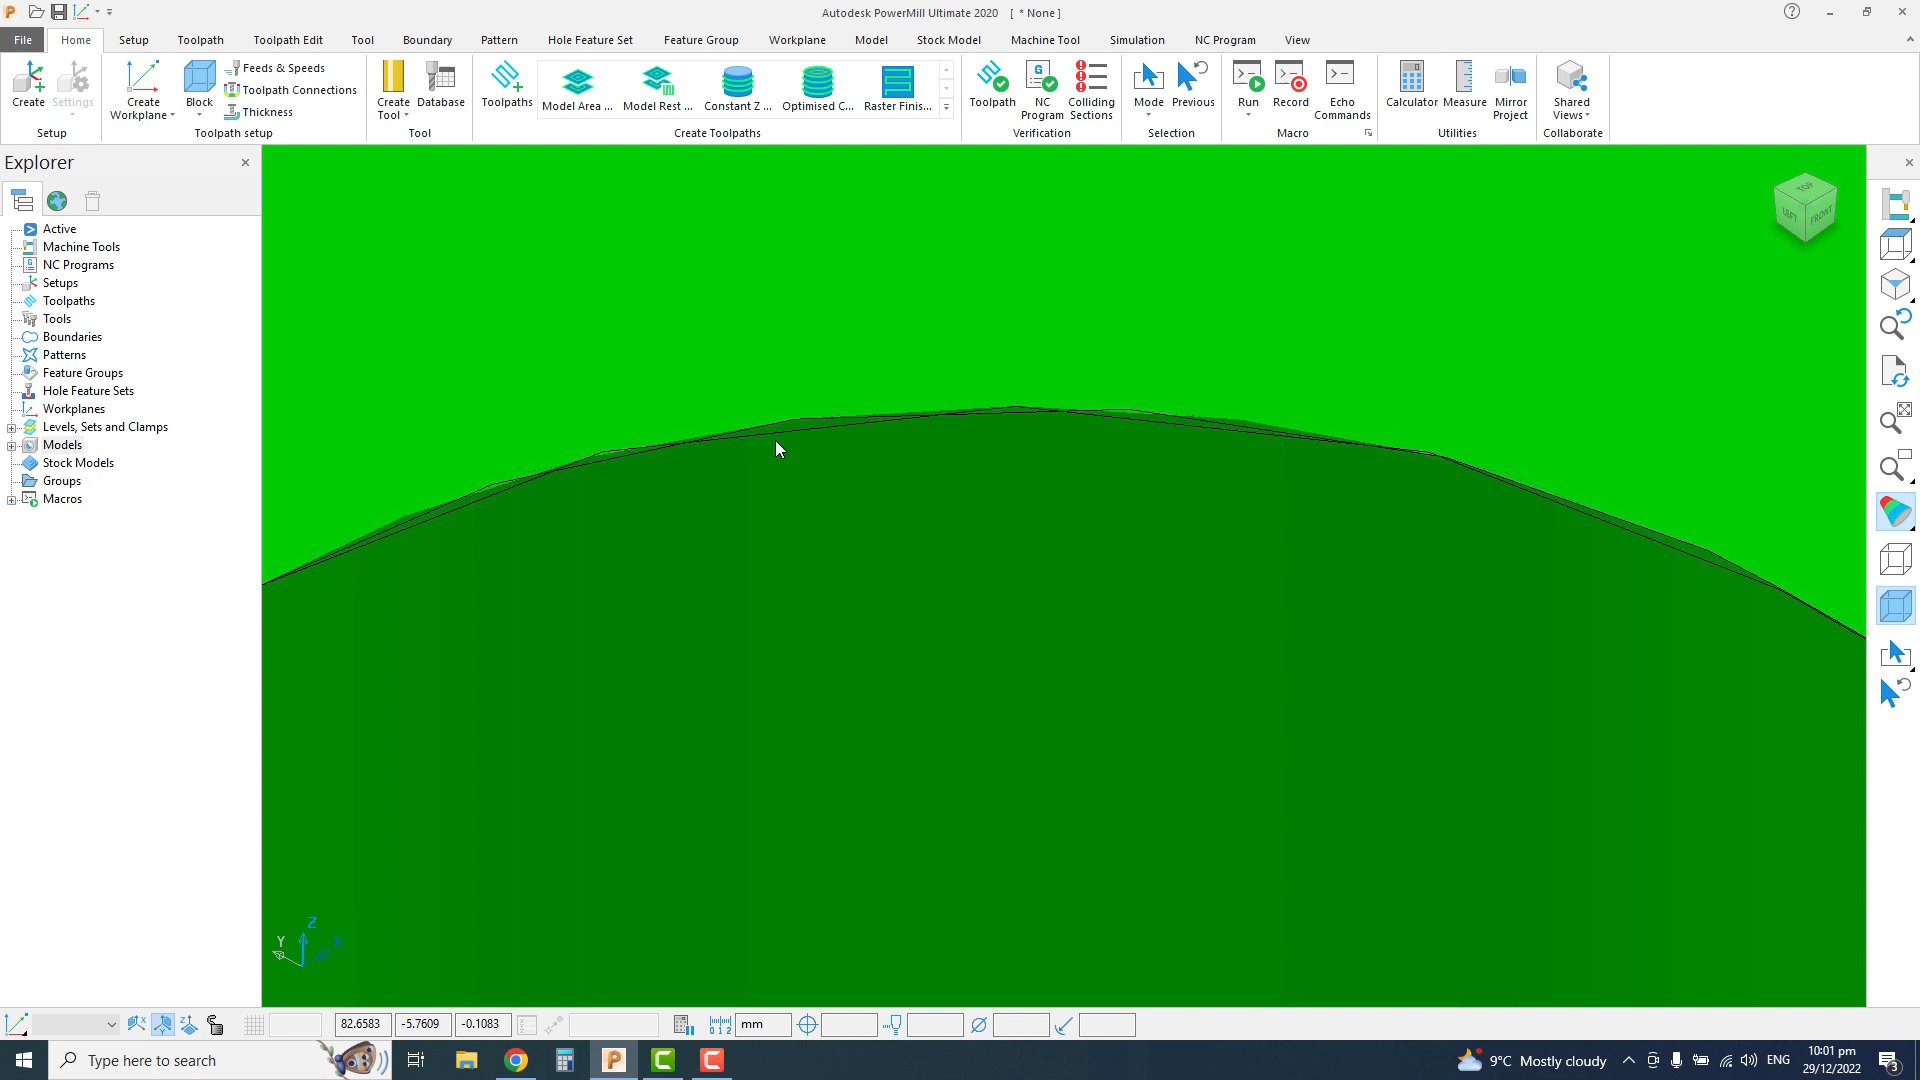 Autodesk PowerMill Ultimate 2020 [ * None ]
File Home Setup Toolpath Toolpath Edit Tool Boundary Pattern Hole Feature Set Feature Group Workplane Model Stock Model Machine Tool Simulation NC Program View
Create
Settings
Setup
Create
Workplane
Block
Feeds & Speeds
Toolpath Connections
Thickness
Toolpath setup
Create
Tool
Database
Tool
Toolpaths
Model Area ...
Model Rest ...
Constant Z ...
Optimised C...
Raster Finis...
Create Toolpaths
Toolpath
NC
Program
Colliding
Sections
Verification
Mode
Previous
Selection
Run
Record
Echo
Commands
Macro
Calculator
Measure
Mirror
Project
Utilities
Shared
Views
Collaborate
Explorer
Active
Machine Tools
NC Programs
Setups
Toolpaths
Tools
Boundaries
Patterns
Feature Groups
Hole Feature Sets
Workplanes
Levels, Sets and Clamps
Models
Stock Models
Groups
Macros
TOP
LEFT
FRONT
Z
Y
X
82.6583
-5.7609
-0.1083
mm
Type here to search
9°C Mostly cloudy
ENG
10:01 pm
29/12/2022
3